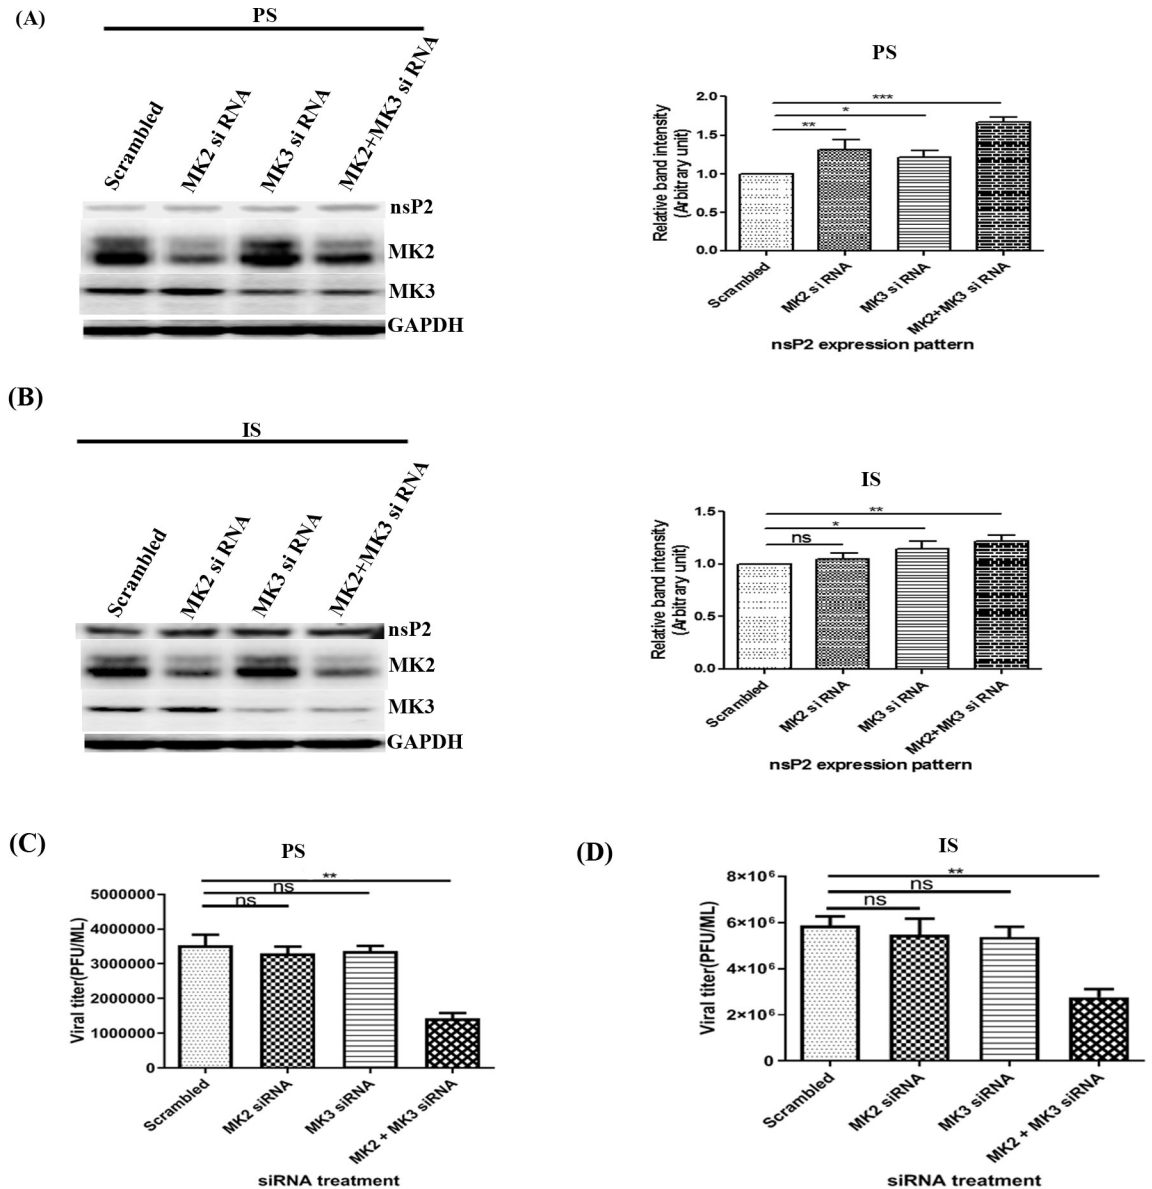 (A)
PS
Scrambled
MK2 si RNA
MK3 si RNA
MK2+MK3 si RNA
nsP2
MK2
MK3
GAPDH
PS
Relative band intensity
(Arbitrary unit)
2.0
1.5
1.0
0.5
0.0
***
*
**
Scrambled
MK2 si RNA
MK3 si RNA
MK2+MK3 si RNA
nsP2 expression pattern
(B)
IS
Scrambled
MK2 si RNA
MK3 si RNA
MK2+MK3 si RNA
nsP2
MK2
MK3
GAPDH
IS
Relative band intensity
(Arbitrary unit)
1.5
1.0
0.5
0.0
**
*
ns
Scrambled
MK2 si RNA
MK3 si RNA
MK2+MK3 si RNA
nsP2 expression pattern
(C)
PS
Viral titer(PFU/ML)
5000000
4000000
3000000
2000000
1000000
0
**
ns
ns
Scrambled
MK2 siRNA
MK3 siRNA
MK2 + MK3 siRNA
siRNA treatment
(D)
IS
Viral titer(PFU/ML)
8×10⁶
6×10⁶
4×10⁶
2×10⁶
0
**
ns
ns
Scrambled
MK2 siRNA
MK3 siRNA
MK2 + MK3 siRNA
siRNA treatment